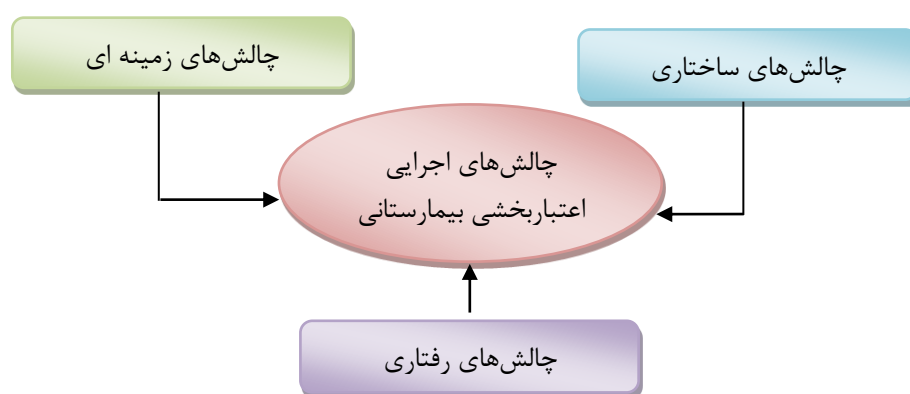 چالش‌های ساختاری
چالش‌های زمینه ای
چالش‌های اجرایی
اعتباربخشی بیمارستانی
چالش‌های رفتاری